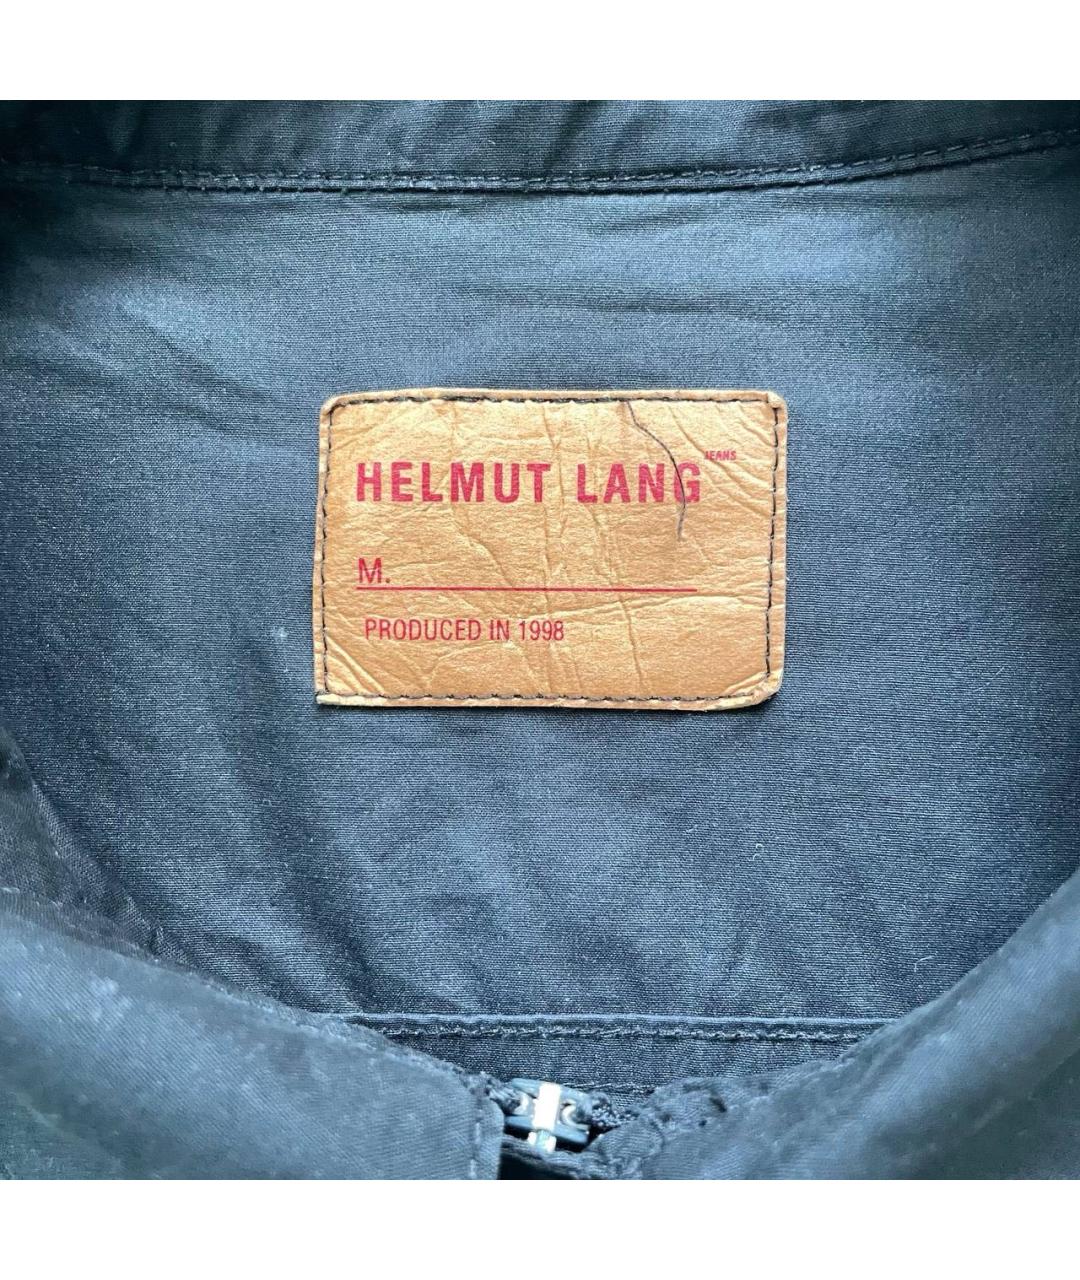 HELMUT LANG JEANS
M.
PRODUCED IN 1998